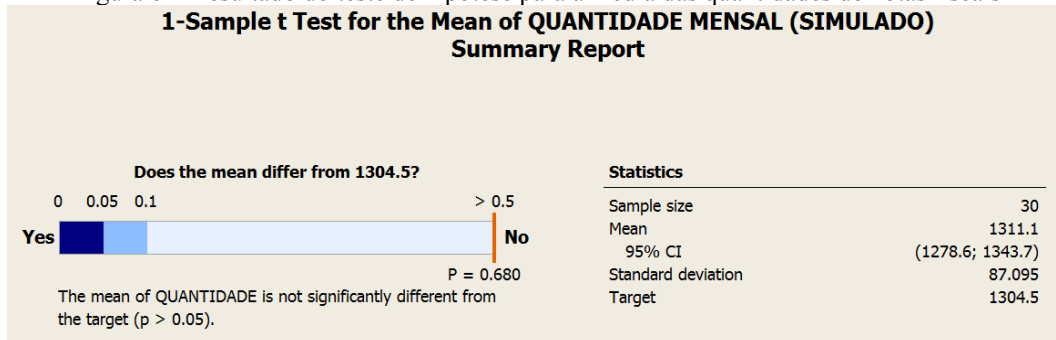 1-Sample t Test for the Mean of QUANTIDADE MENSAL (SIMULADO)
Summary Report
Does the mean differ from 1304.5?
0 0.05 0.1 > 0.5
Yes No
P = 0.680
The mean of QUANTIDADE is not significantly different from
the target (p > 0.05).
Statistics
Sample size 30
Mean 1311.1
95% CI (1278.6; 1343.7)
Standard deviation 87.095
Target 1304.5